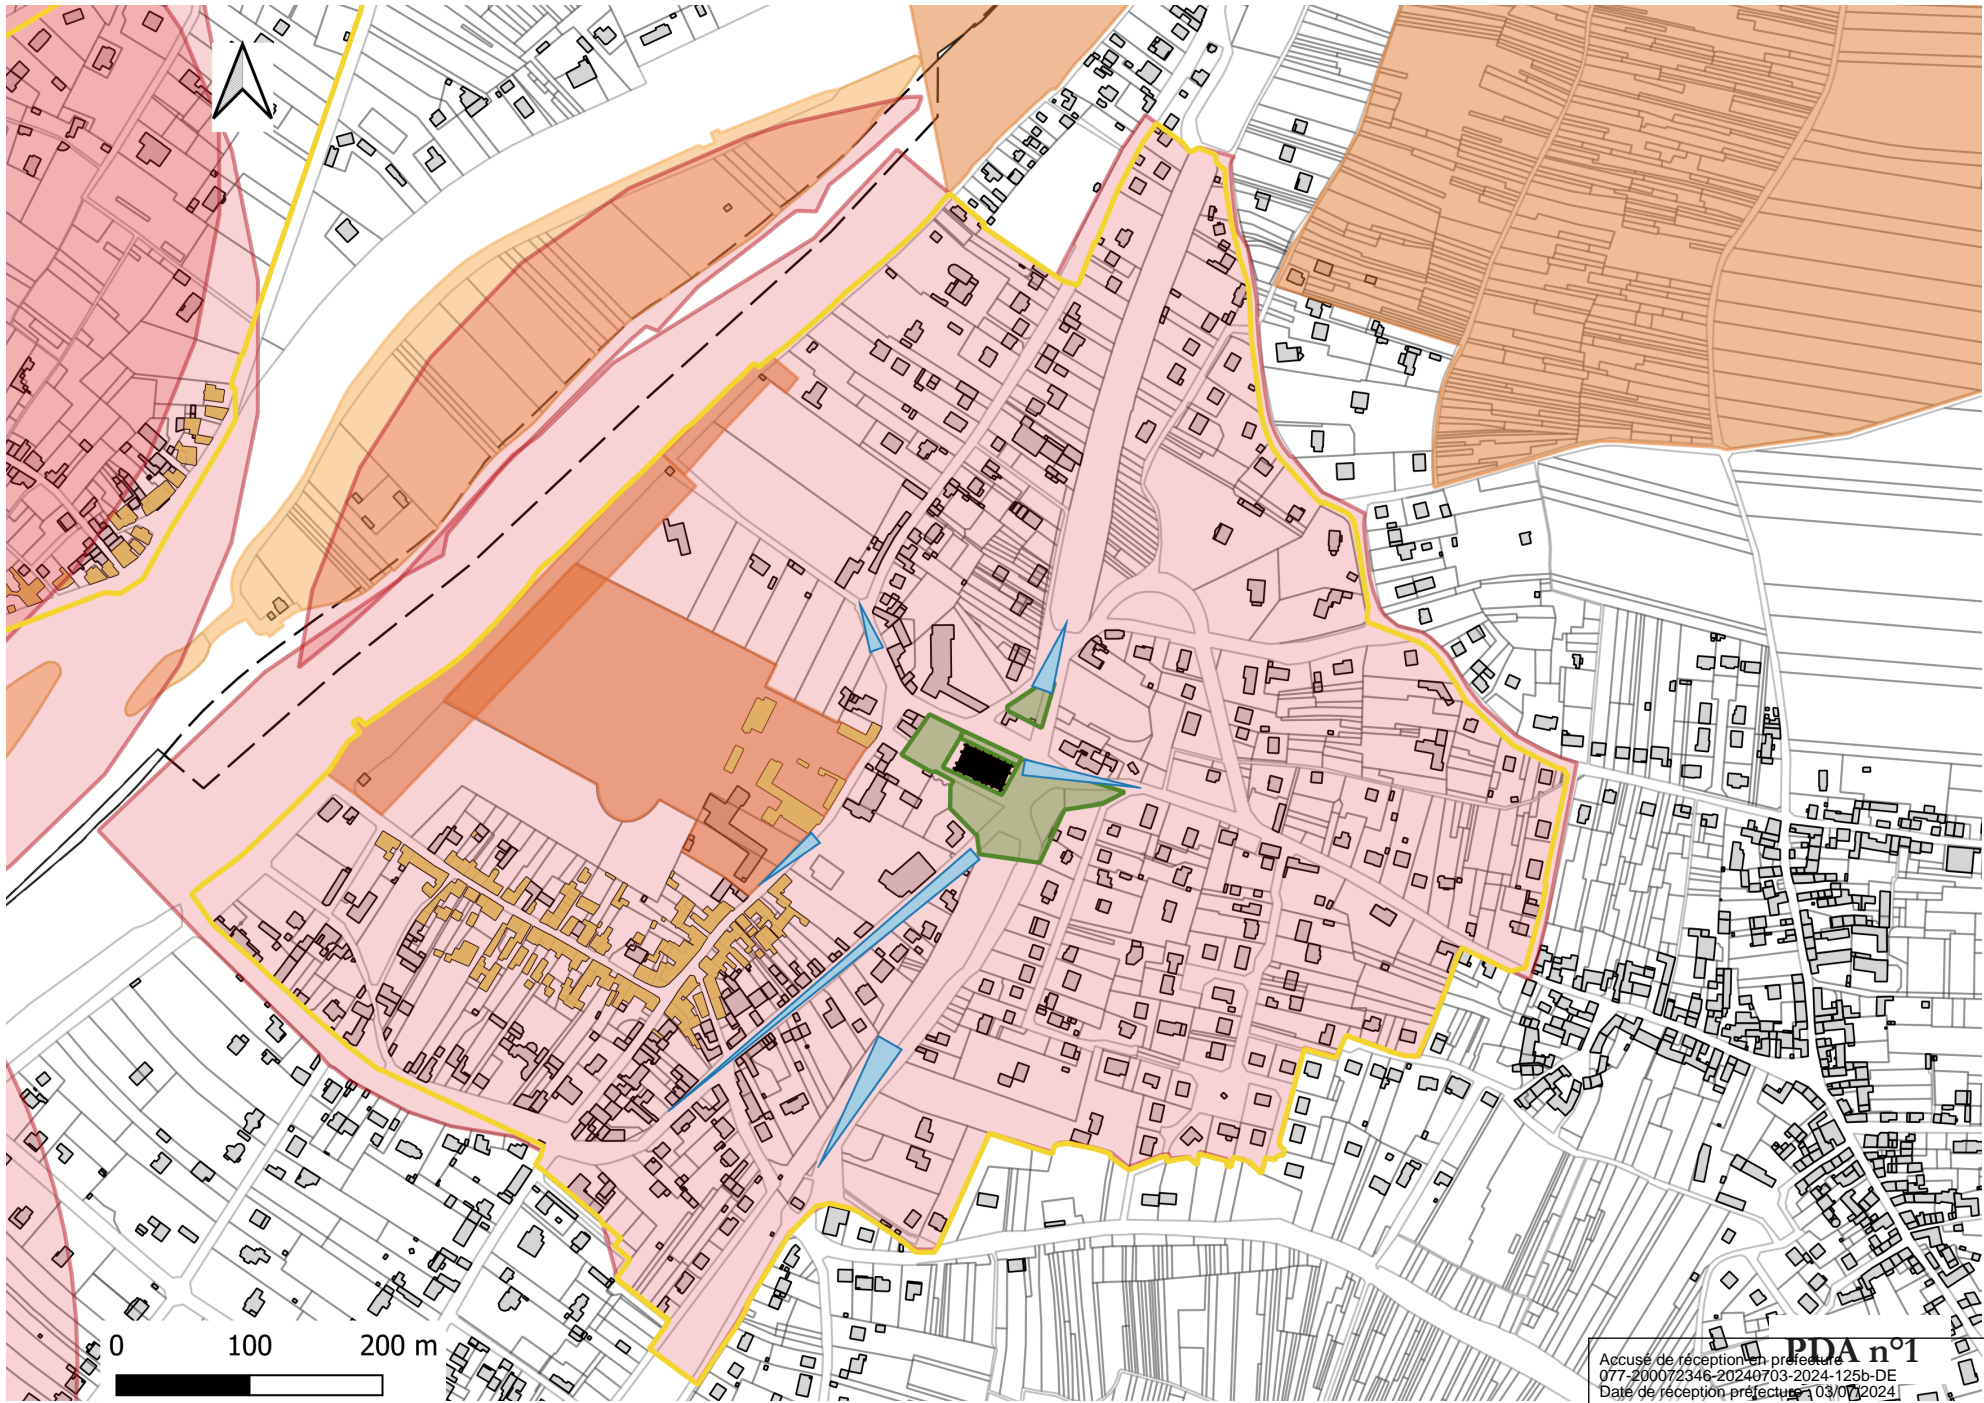 0 100 200 m
PDA n°1
Accusé de réception en préfecture
077-200072346-20240703-2024-125b-DE
Date de réception préfecture : 03/07/2024